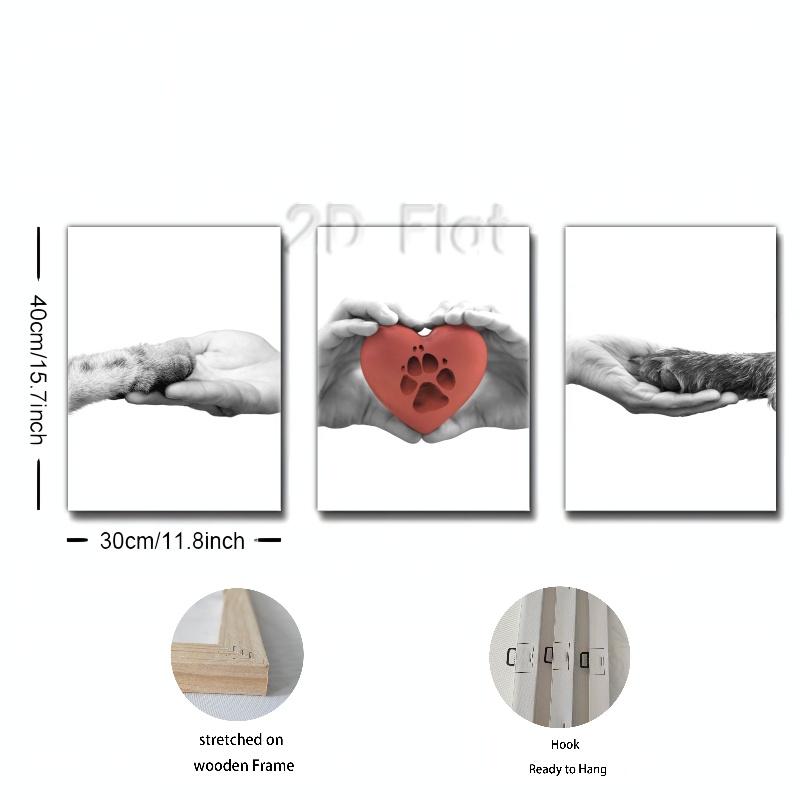 2D Flat
40cm/15.7inch
30cm/11.8inch
stretched on
wooden Frame
Hook
Ready to Hang